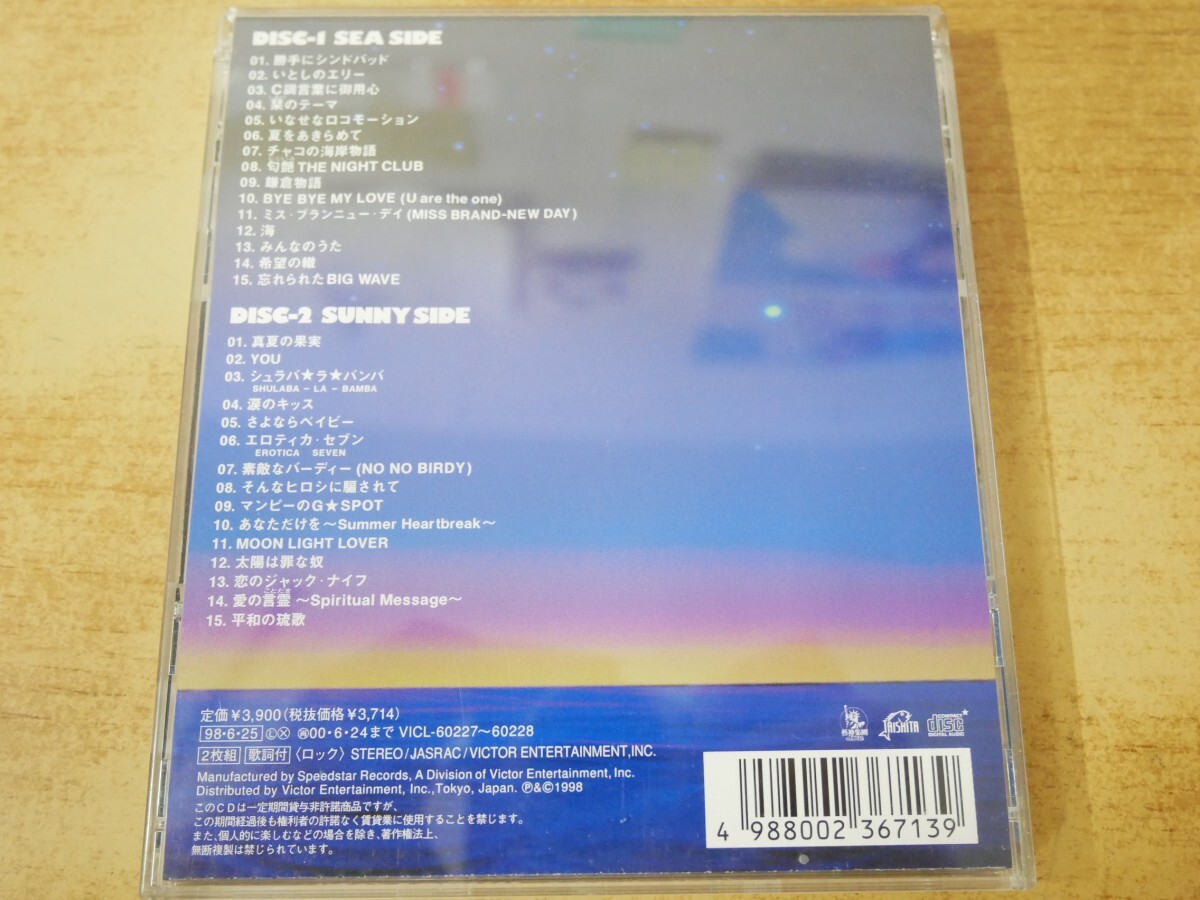 DISC-1 SEA SIDE
01. 勝手にシンドバッド
02. いとしのエリー
03. C調言葉に御用心
04. 栞のテーマ
05. いなせなロコモーション
06. 夏をあきらめて
07. チャコの海岸物語
08. 匂艶 THE NIGHT CLUB
09. 鎌倉物語
10. BYE BYE MY LOVE (U are the one)
11. ミス・ブランニュー・デイ (MISS BRAND-NEW DAY)
12. 海
13. みんなのうた
14. 希望の轍
15. 忘れられた BIG WAVE
DISC-2 SUNNY SIDE
01. 真夏の果実
02. YOU
03. シュラバ★ラ★バンバ
SHULABA - LA - BAMBA
04. 涙のキッス
05. さよならベイビー
06. エロティカ・セブン
EROTICA SEVEN
07. 素敵なバーディー (NO NO BIRDY)
08. そんなヒロシに騙されて
09. マンピーのG★SPOT
10. あなただけを 〜Summer Heartbreak〜
11. MOON LIGHT LOVER
12. 太陽は罪な奴
13. 恋のジャック・ナイフ
14. 愛の言霊 〜Spiritual Message〜
15. 平和の琉歌
定価¥3,900(税抜価格¥3,714)
98・6・25 Ⓛ Ⓧ 00・6・24まで VICL-60227〜60228
2枚組 歌詞付 〈ロック〉 STEREO/JASRAC/VICTOR ENTERTAINMENT,INC.
Manufactured by Speedstar Records, A Division of Victor Entertainment, Inc.
Distributed by Victor Entertainment, Inc.,Tokyo, Japan. Ⓟ&©1998
このCDは一定期間貸与非許諾商品ですが、
この期間経過後も権利者の許諾なく賃貸業に使用することを禁じます。
また、個人的に楽しむなどの場合を除き、著作権法上、
無断複製は禁じられています。
TAISHITA
COMPACT disc DIGITAL AUDIO
4 988002 367139